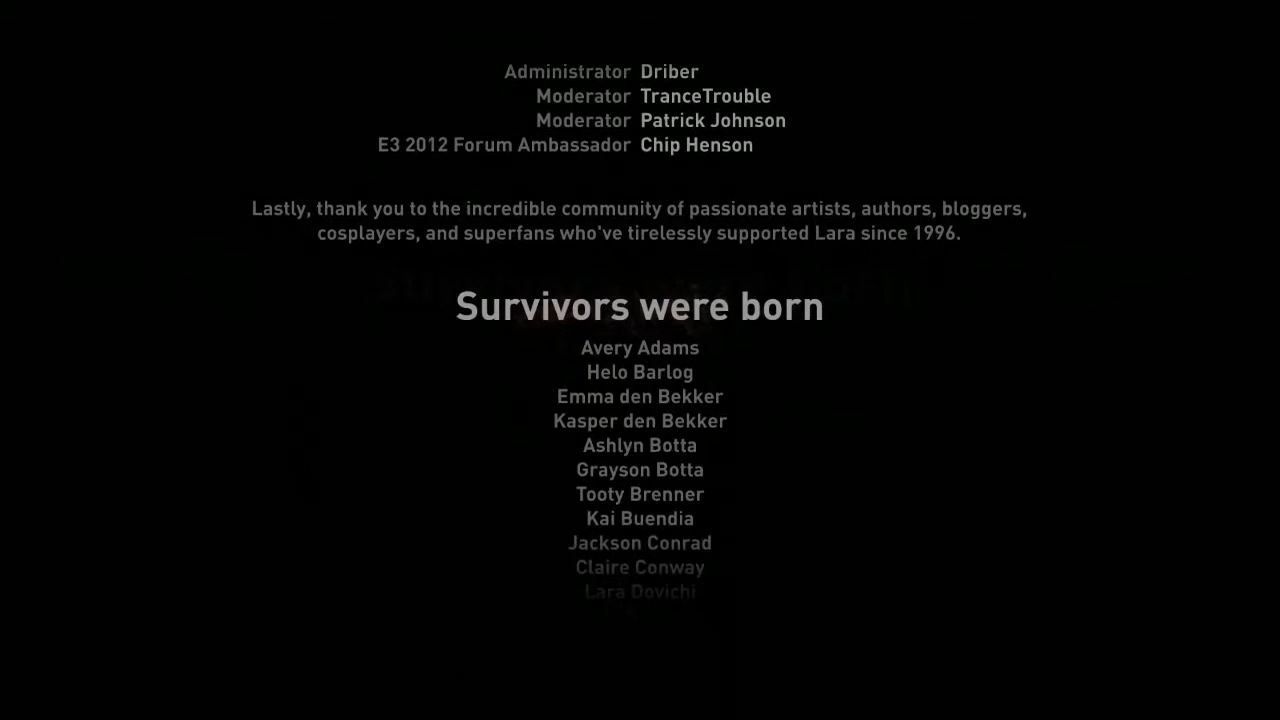 Administrator Driber
Moderator TranceTrouble
Moderator Patrick Johnson
E3 2012 Forum Ambassador Chip Henson
Lastly, thank you to the incredible community of passionate artists, authors, bloggers,
cosplayers, and superfans who've tirelessly supported Lara since 1996.
Survivors were born
Avery Adams
Helo Barlog
Emma den Bekker
Kasper den Bekker
Ashlyn Botta
Grayson Botta
Tooty Brenner
Kai Buendia
Jackson Conrad
Claire Conway
Lara Dovichi